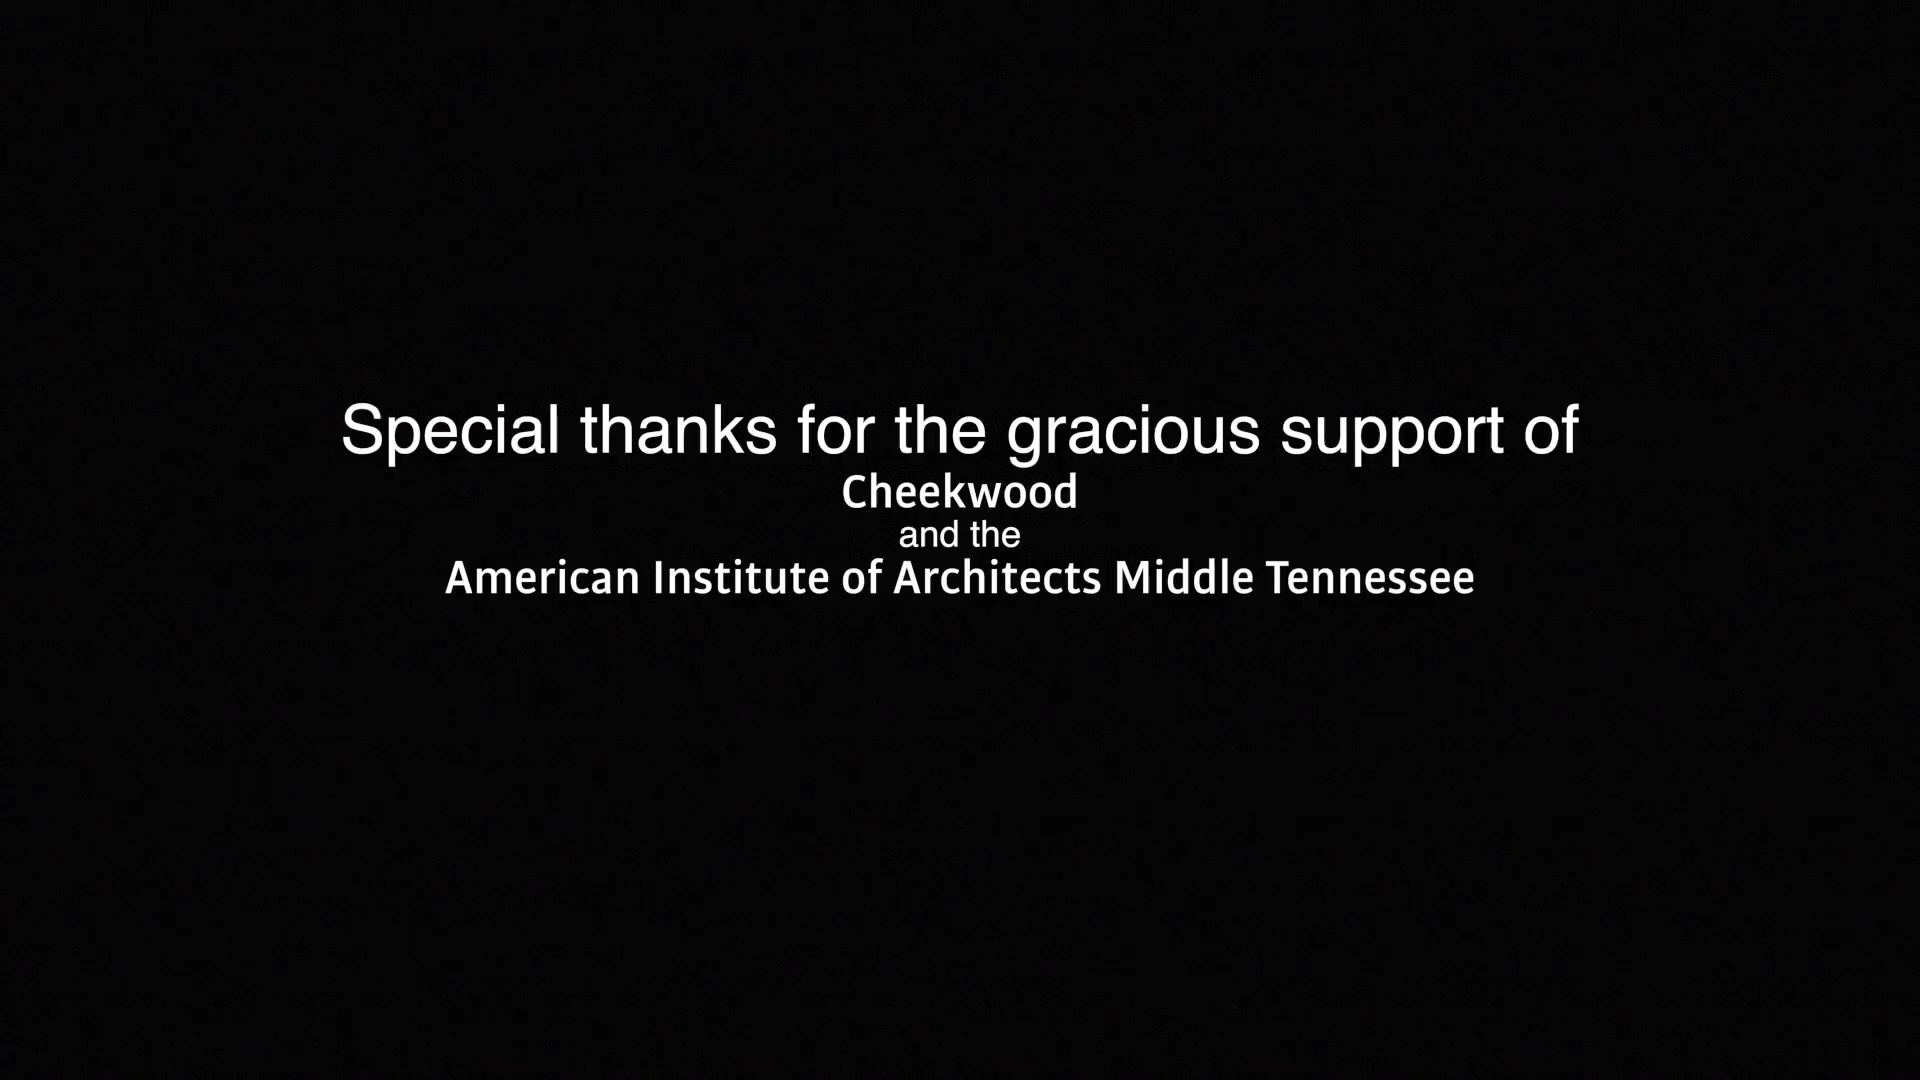 Special thanks for the gracious support of
Cheekwood
and the
American Institute of Architects Middle Tennessee